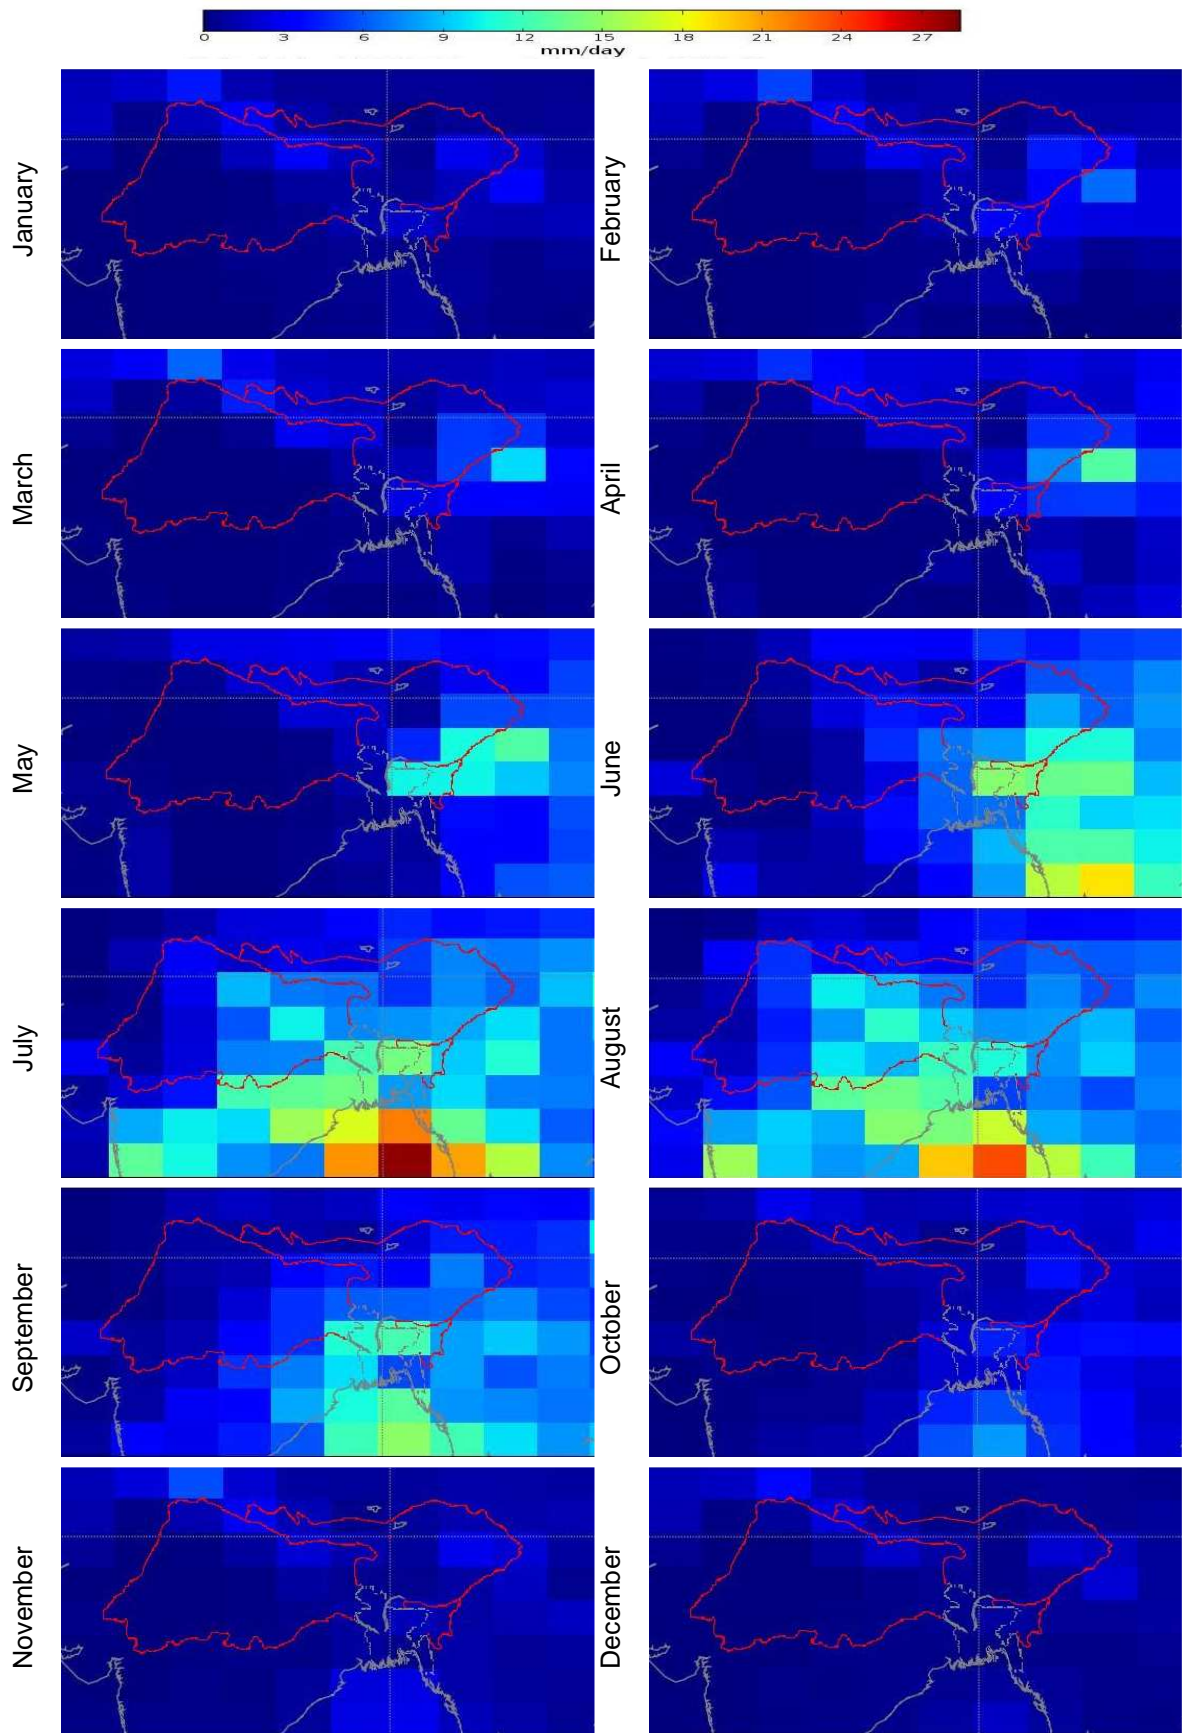 0 3 6 9 12 15 18 21 24 27
mm/day
January February
March April
May June
July August
September October
November December